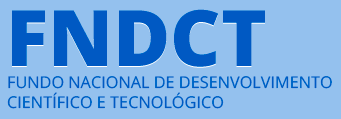 FNDCT
FUNDO NACIONAL DE DESENVOLVIMENTO
CIENTÍFICO E TECNOLÓGICO